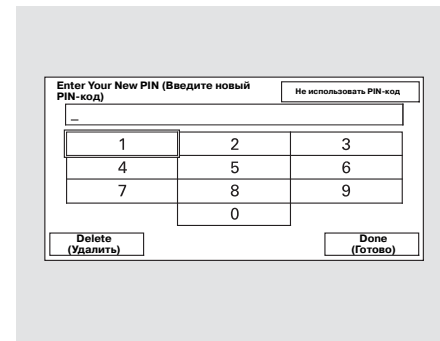 Enter Your New PIN (Введите новый
PIN-код)
Не использовать PIN-код
_
1 2 3
4 5 6
7 8 9
0
Delete
(Удалить)
Done
(Готово)